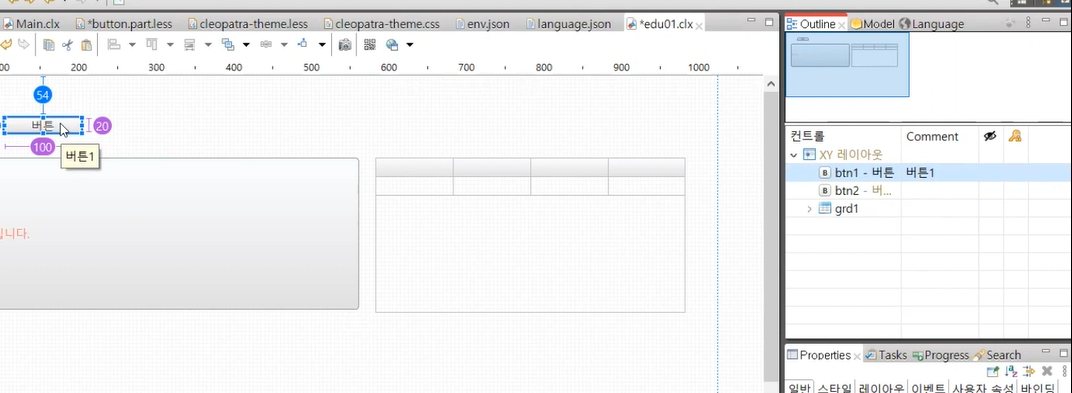 Main.clx *button.part.less cleopatra-theme.less cleopatra-theme.css env.json language.json *edu01.clx
Outline Model Language
00 200 300 400 500 600 700 800 900 1000
54
버튼
20
100
버튼1
입니다.
컨트롤 Comment
XY 레이아웃
B btn1 - 버튼 버튼1
B btn2 - 버...
grd1
Properties Tasks Progress Search
일반 스타일 레이아웃 이벤트 사용자 속성 바인딩